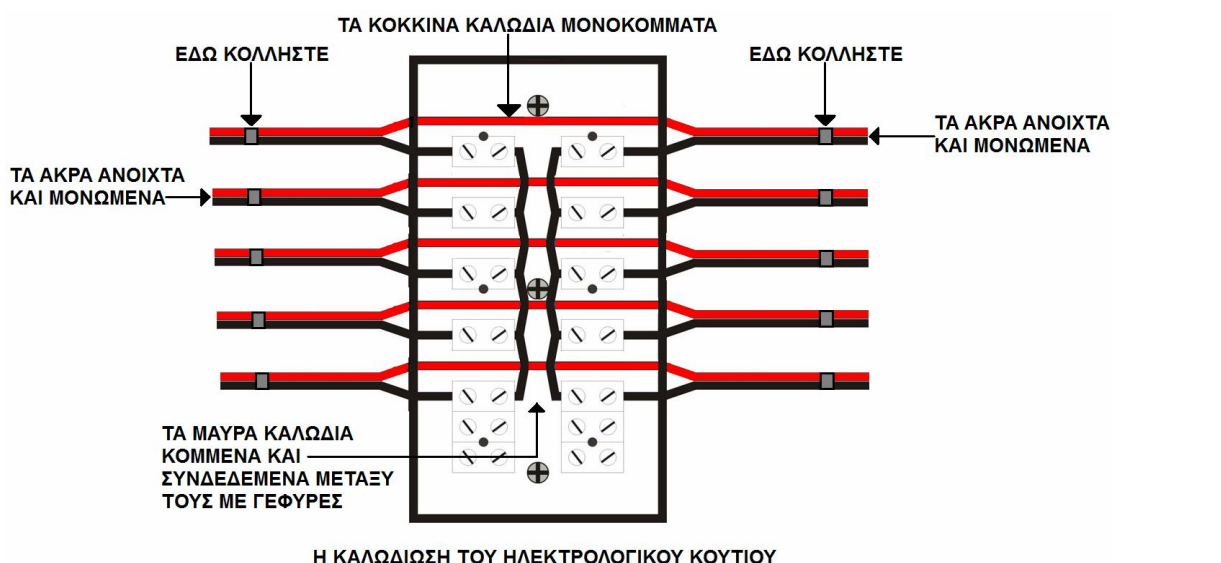 ΤΑ ΚΟΚΚΙΝΑ ΚΑΛΩΔΙΑ ΜΟΝΟΚΟΜΜΑΤΑ
ΕΔΩ ΚΟΛΛΗΣΤΕ
ΕΔΩ ΚΟΛΛΗΣΤΕ
ΤΑ ΑΚΡΑ ΑΝΟΙΧΤΑ
ΚΑΙ ΜΟΝΩΜΕΝΑ
ΤΑ ΑΚΡΑ ΑΝΟΙΧΤΑ
ΚΑΙ ΜΟΝΩΜΕΝΑ
ΤΑ ΜΑΥΡΑ ΚΑΛΩΔΙΑ
ΚΟΜΜΕΝΑ ΚΑΙ
ΣΥΝΔΕΔΕΜΕΝΑ ΜΕΤΑΞΥ
ΤΟΥΣ ΜΕ ΓΕΦΥΡΕΣ
Η ΚΑΛΩΔΙΩΣΗ ΤΟΥ ΗΛΕΚΤΡΟΛΟΓΙΚΟΥ ΚΟΥΤΙΟΥ